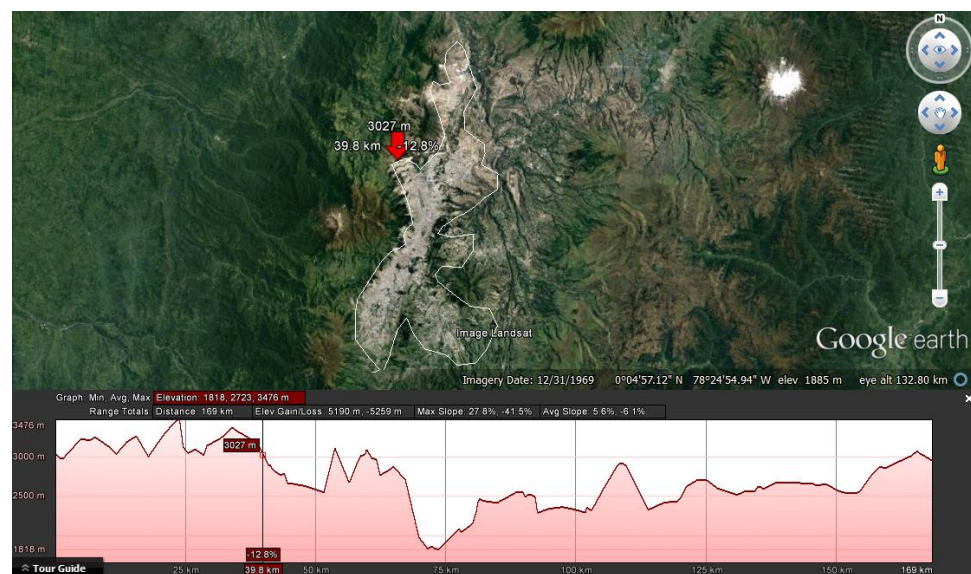 N
3027 m
39.8 km -12.8%
Image Landsat
Google earth
Imagery Date: 12/31/1969 0°04'57.12" N 78°24'54.94" W elev 1885 m eye alt 132.80 km
Graph: Min, Avg, Max Elevation: 1818, 2723, 3476 m
Range Totals: Distance: 169 km Elev Gain/Loss: 5190 m, -5259 m Max Slope: 27.8%, -41.5% Avg Slope: 5.6%, -6.1%
3476 m
3027 m
3000 m
2500 m
1818 m
-12.8%
Tour Guide
25 km 39.8 km 50 km 75 km 100 km 125 km 150 km 169 km